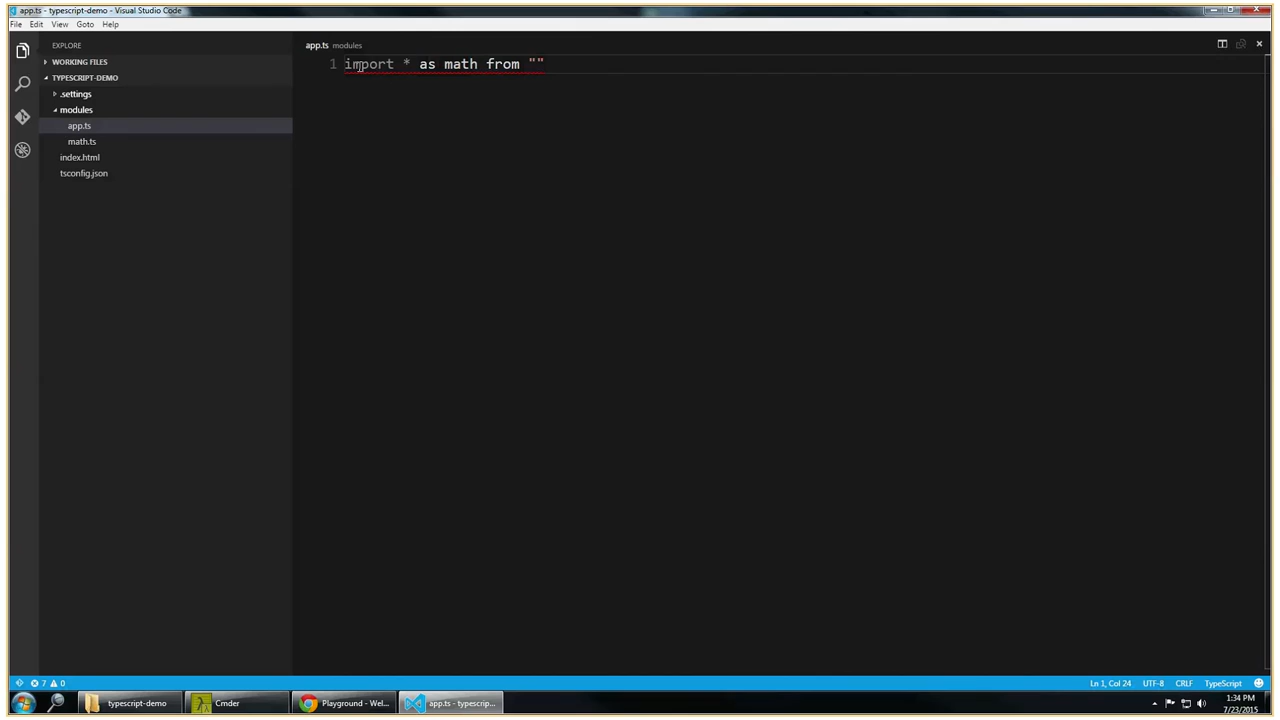 app.ts - typescript-demo - Visual Studio Code
File Edit View Goto Help
EXPLORE
WORKING FILES
TYPESCRIPT-DEMO
.settings
modules
app.ts
math.ts
index.html
tsconfig.json
app.ts modules
1 import * as math from ""
7 0
Ln 1, Col 24 UTF-8 CRLF TypeScript
typescript-demo
Cmder
Playground - Wel...
app.ts - typescrip...
1:34 PM
7/23/2015